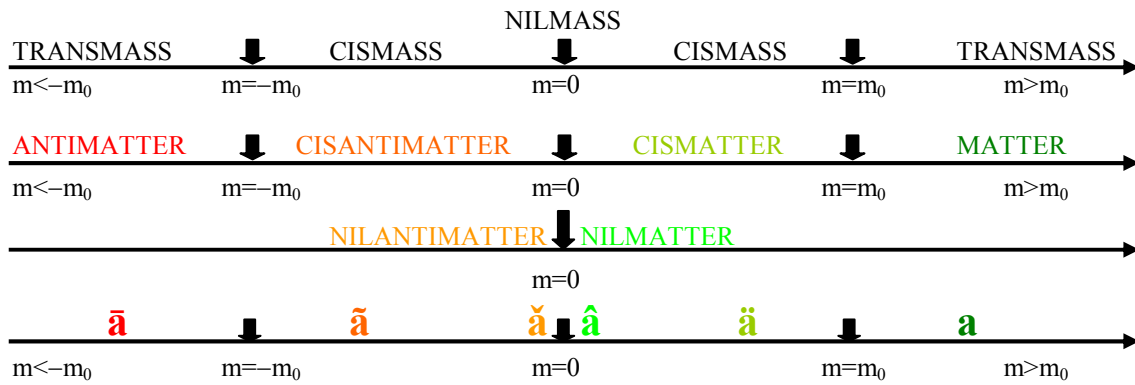 NILMASS
TRANSMASS CISMASS CISMASS TRANSMASS
m<−m₀ m=−m₀ m=0 m=m₀ m>m₀
ANTIMATTER CISANTIMATTER CISMATTER MATTER
m<−m₀ m=−m₀ m=0 m=m₀ m>m₀
NILANTIMATTER NILMATTER
m=0
ā ã ǎ â ä a
m<−m₀ m=−m₀ m=0 m=m₀ m>m₀